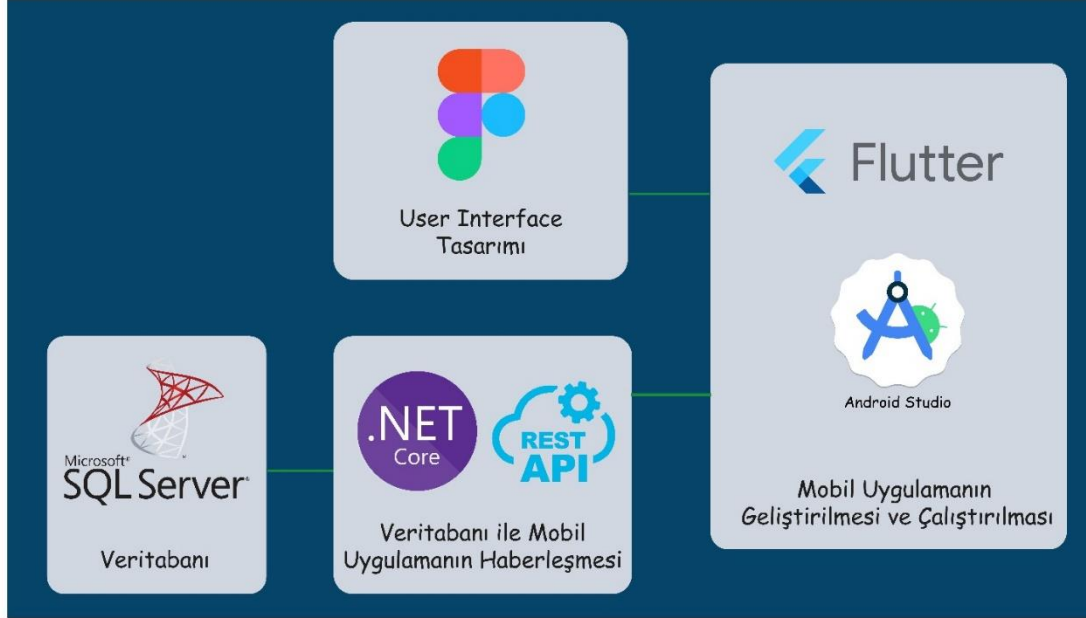 User Interface
Tasarımı
Flutter
Android Studio
Mobil Uygulamanın
Geliştirilmesi ve Çalıştırılması
Microsoft®
SQL Server®
Veritabanı
.NET
Core
REST
API
Veritabanı ile Mobil
Uygulamanın Haberleşmesi